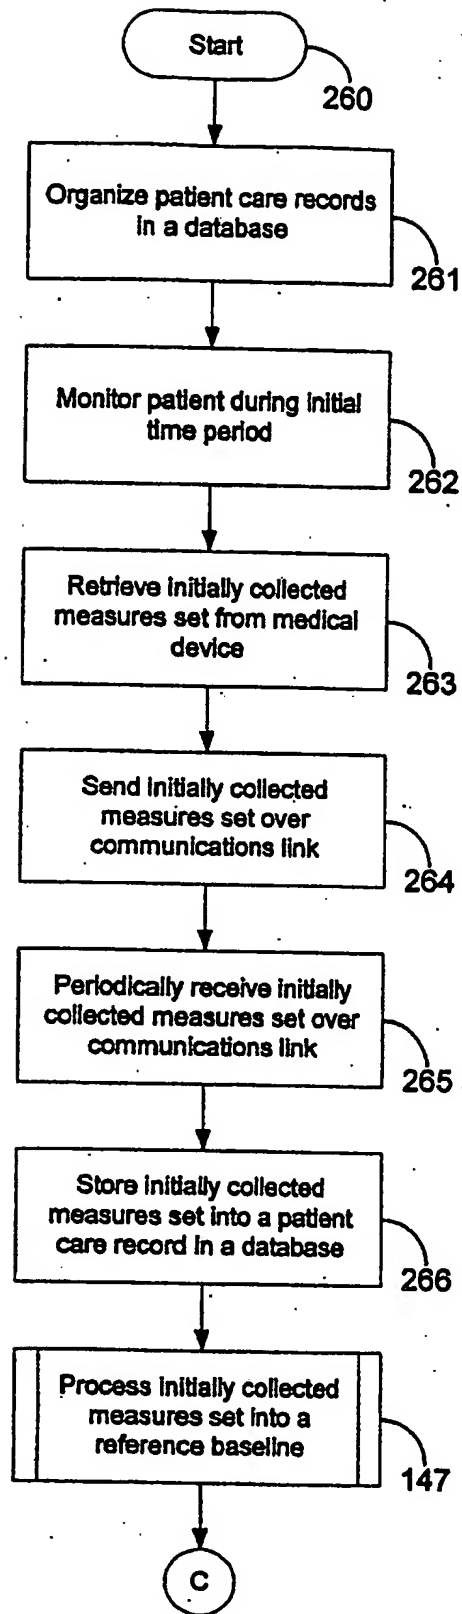 Start
260
Organize patient care records
in a database
261
Monitor patient during initial
time period
262
Retrieve initially collected
measures set from medical
device
263
Send initially collected
measures set over
communications link
264
Periodically receive initially
collected measures set over
communications link
265
Store initially collected
measures set into a patient
care record in a database
266
Process initially collected
measures set into a
reference baseline
147
C